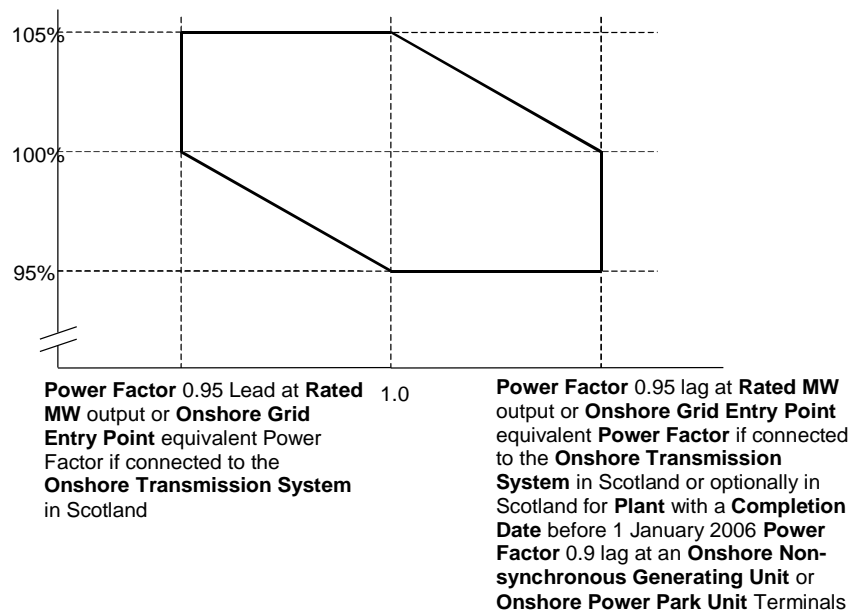 105%
100%
95%
Power Factor 0.95 Lead at Rated
MW output or Onshore Grid
Entry Point equivalent Power
Factor if connected to the
Onshore Transmission System
in Scotland
1.0
Power Factor 0.95 lag at Rated MW
output or Onshore Grid Entry Point
equivalent Power Factor if connected
to the Onshore Transmission
System in Scotland or optionally in
Scotland for Plant with a Completion
Date before 1 January 2006 Power
Factor 0.9 lag at an Onshore Non-
synchronous Generating Unit or
Onshore Power Park Unit Terminals